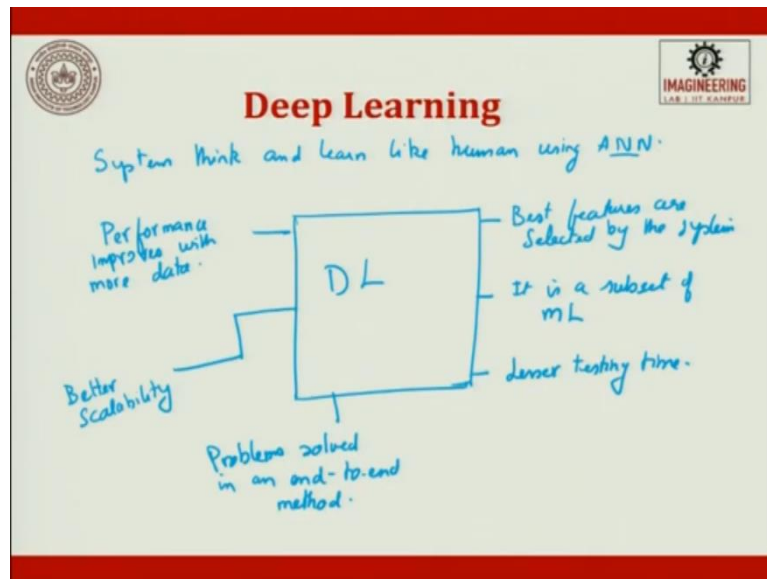 IMAGINEERING
LAB | IIT KANPUR
Deep Learning
System think and learn like human using ANN.
Performance
improves with
more data.
Better
Scalability
DL
Problems solved
in an end-to-end
method.
Best features are
selected by the system
It is a subset of
ML
Lesser testing time.